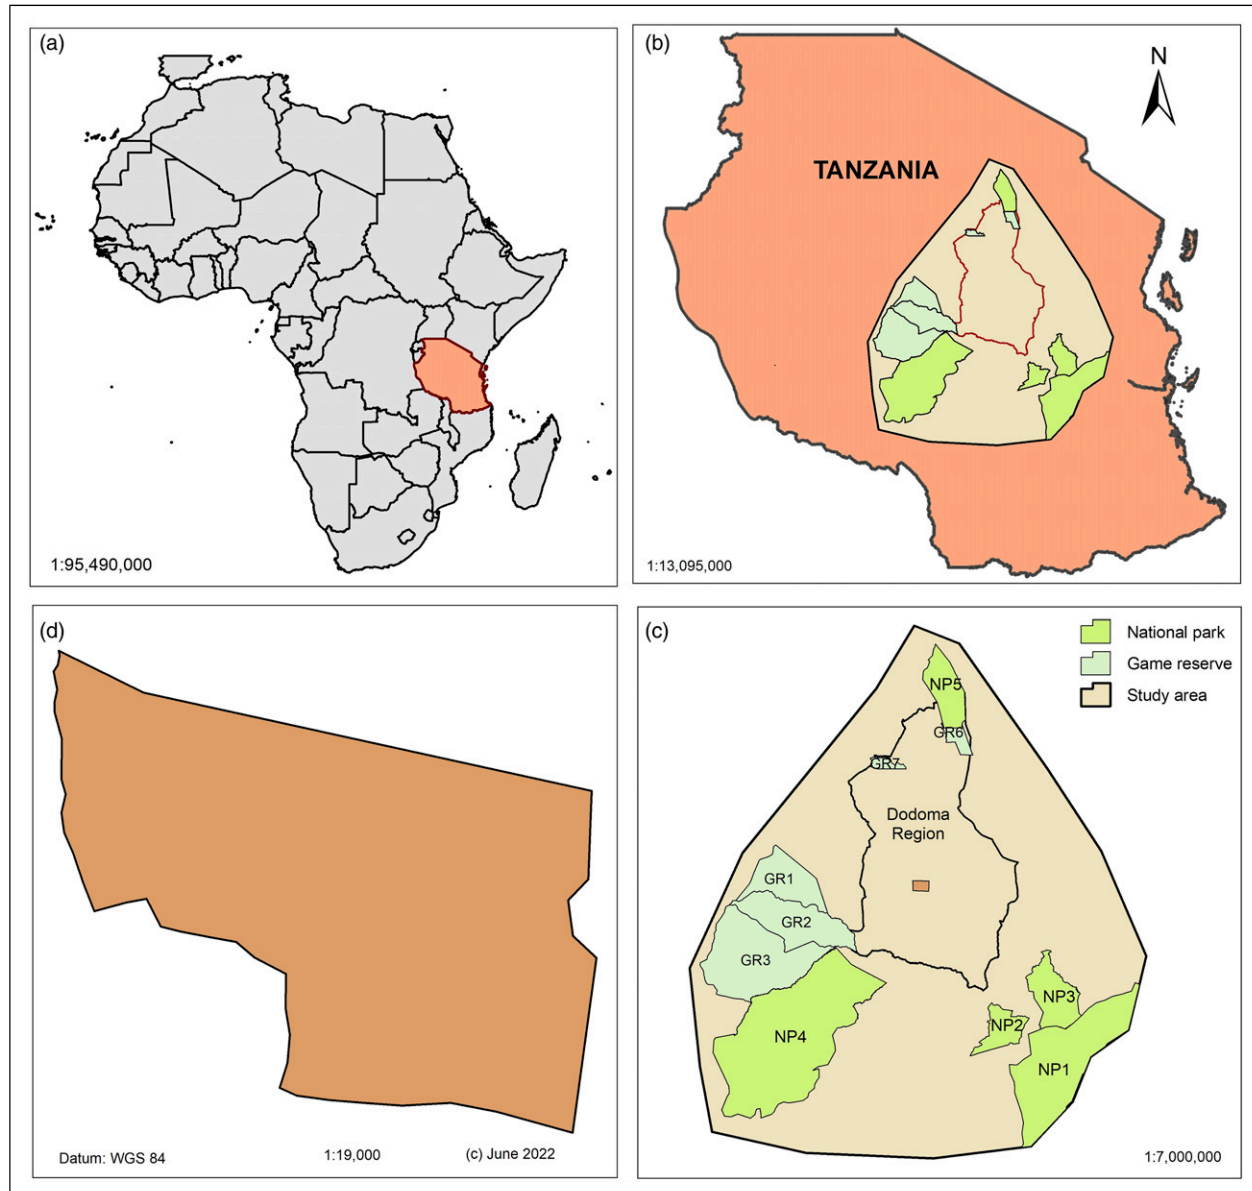 (a)
1:95,490,000
(b)
N
TANZANIA
1:13,095,000
(d)
Datum: WGS 84
1:19,000
(c) June 2022
(c)
National park
Game reserve
Study area
NP5
GR6
GR7
Dodoma
Region
GR1
GR2
GR3
NP4
NP3
NP2
NP1
1:7,000,000